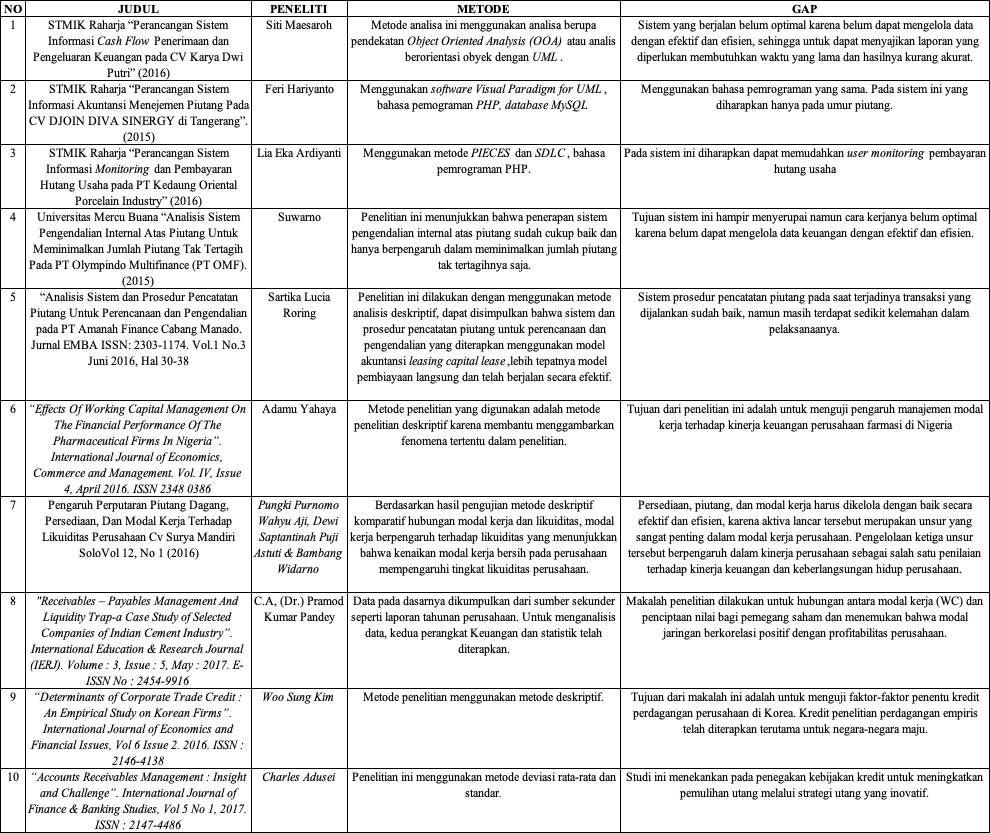 NO JUDUL PENELITI METODE GAP
1
STMIK Raharja “Perancangan Sistem
Informasi Cash Flow Penerimaan dan
Pengeluaran Keuangan pada CV Karya Dwi
Putri” (2016)
Siti Maesaroh
Metode analisa ini menggunakan analisa berupa
pendekatan Object Oriented Analysis (OOA) atau analis
berorientasi obyek dengan UML .
Sistem yang berjalan belum optimal karena belum dapat mengelola data
dengan efektif dan efisien, sehingga untuk dapat menyajikan laporan yang
diperlukan membutuhkan waktu yang lama dan hasilnya kurang akurat.
2
STMIK Raharja “Perancangan Sistem
Informasi Akuntansi Menejemen Piutang Pada
CV DJOIN DIVA SINERGY di Tangerang”.
(2015)
Feri Hariyanto
Menggunakan software Visual Paradigm for UML ,
bahasa pemograman PHP, database MySQL
Menggunakan bahasa pemrograman yang sama. Pada sistem ini yang
diharapkan hanya pada umur piutang.
3
STMIK Raharja “Perancangan Sistem
Informasi Monitoring dan Pembayaran
Hutang Usaha pada PT Kedaung Oriental
Porcelain Industry” (2016)
Lia Eka Ardiyanti
Menggunakan metode PIECES dan SDLC , bahasa
pemrograman PHP.
Pada sistem ini diharapkan dapat memudahkan user monitoring pembayaran
hutang usaha
4
Universitas Mercu Buana “Analisis Sistem
Pengendalian Internal Atas Piutang Untuk
Meminimalkan Jumlah Piutang Tak Tertagih
Pada PT Olympindo Multifinance (PT OMF).
(2015)
Suwarno
Penelitian ini menunjukkan bahwa penerapan sistem
pengendalian internal atas piutang sudah cukup baik dan
hanya berpengaruh dalam meminimalkan jumlah piutang
tak tertagihnya saja.
Tujuan sistem ini hampir menyerupai namun cara kerjanya belum optimal
karena belum dapat mengelola data keuangan dengan efektif dan efisien.
5
“Analisis Sistem dan Prosedur Pencatatan
Piutang Untuk Perencanaan dan Pengendalian
pada PT Amanah Finance Cabang Manado.
Jurnal EMBA ISSN: 2303-1174. Vol.1 No.3
Juni 2016, Hal 30-38
Sartika Lucia
Roring
Penelitian ini dilakukan dengan menggunakan metode
analisis deskriptif, dapat disimpulkan bahwa sistem dan
prosedur pencatatan piutang untuk perencanaan dan
pengendalian yang diterapkan menggunakan model
akuntansi leasing capital lease ,lebih tepatnya model
pembiayaan langsung dan telah berjalan secara efektif.
Sistem prosedur pencatatan piutang pada saat terjadinya transaksi yang
dijalankan sudah baik, namun masih terdapat sedikit kelemahan dalam
pelaksanaanya.
6
“Effects Of Working Capital Management On
The Financial Performance Of The
Pharmaceutical Firms In Nigeria”.
International Journal of Economics,
Commerce and Management. Vol. IV, Issue
4, April 2016. ISSN 2348 0386
Adamu Yahaya
Metode penelitian yang digunakan adalah metode
penelitian deskriptif karena membantu menggambarkan
fenomena tertentu dalam penelitian.
Tujuan dari penelitian ini adalah untuk menguji pengaruh manajemen modal
kerja terhadap kinerja keuangan perusahaan farmasi di Nigeria
7
Pengaruh Perputaran Piutang Dagang,
Persediaan, Dan Modal Kerja Terhadap
Likuiditas Perusahaan Cv Surya Mandiri
SoloVol 12, No 1 (2016)
Pungki Purnomo
Wahyu Aji, Dewi
Saptantinah Puji
Astuti & Bambang
Widarno
Berdasarkan hasil pengujian metode deskriptif
komparatif hubungan modal kerja dan likuiditas, modal
kerja berpengaruh terhadap likuiditas yang menunjukkan
bahwa kenaikan modal kerja bersih pada perusahaan
mempengaruhi tingkat likuiditas perusahaan.
Persediaan, piutang, dan modal kerja harus dikelola dengan baik secara
efektif dan efisien, karena aktiva lancar tersebut merupakan unsur yang
sangat penting dalam modal kerja perusahaan. Pengelolaan ketiga unsur
tersebut berpengaruh dalam kinerja perusahaan sebagai salah satu penilaian
terhadap kinerja keuangan dan keberlangsungan hidup perusahaan.
8
"Receivables – Payables Management And
Liquidity Trap-a Case Study of Selected
Companies of Indian Cement Industry”.
International Education & Research Journal
(IERJ). Volume : 3, Issue : 5, May : 2017. E-
ISSN No : 2454-9916
C.A, (Dr.) Pramod
Kumar Pandey
Data pada dasarnya dikumpulkan dari sumber sekunder
seperti laporan tahunan perusahaan. Untuk menganalisis
data, kedua perangkat Keuangan dan statistik telah
diterapkan.
Makalah penelitian dilakukan untuk hubungan antara modal kerja (WC) dan
penciptaan nilai bagi pemegang saham dan menemukan bahwa modal
jaringan berkorelasi positif dengan profitabilitas perusahaan.
9
“Determinants of Corporate Trade Credit :
An Empirical Study on Korean Firms”.
International Journal of Economics and
Financial Issues, Vol 6 Issue 2. 2016. ISSN :
2146-4138
Woo Sung Kim
Metode penelitian menggunakan metode deskriptif.
Tujuan dari makalah ini adalah untuk menguji faktor-faktor penentu kredit
perdagangan perusahaan di Korea. Kredit penelitian perdagangan empiris
telah diterapkan terutama untuk negara-negara maju.
10
“Accounts Receivables Management : Insight
and Challenge”. International Journal of
Finance & Banking Studies, Vol 5 No 1, 2017.
ISSN : 2147-4486
Charles Adusei
Penelitian ini menggunakan metode deviasi rata-rata dan
standar.
Studi ini menekankan pada penegakan kebijakan kredit untuk meningkatkan
pemulihan utang melalui strategi utang yang inovatif.